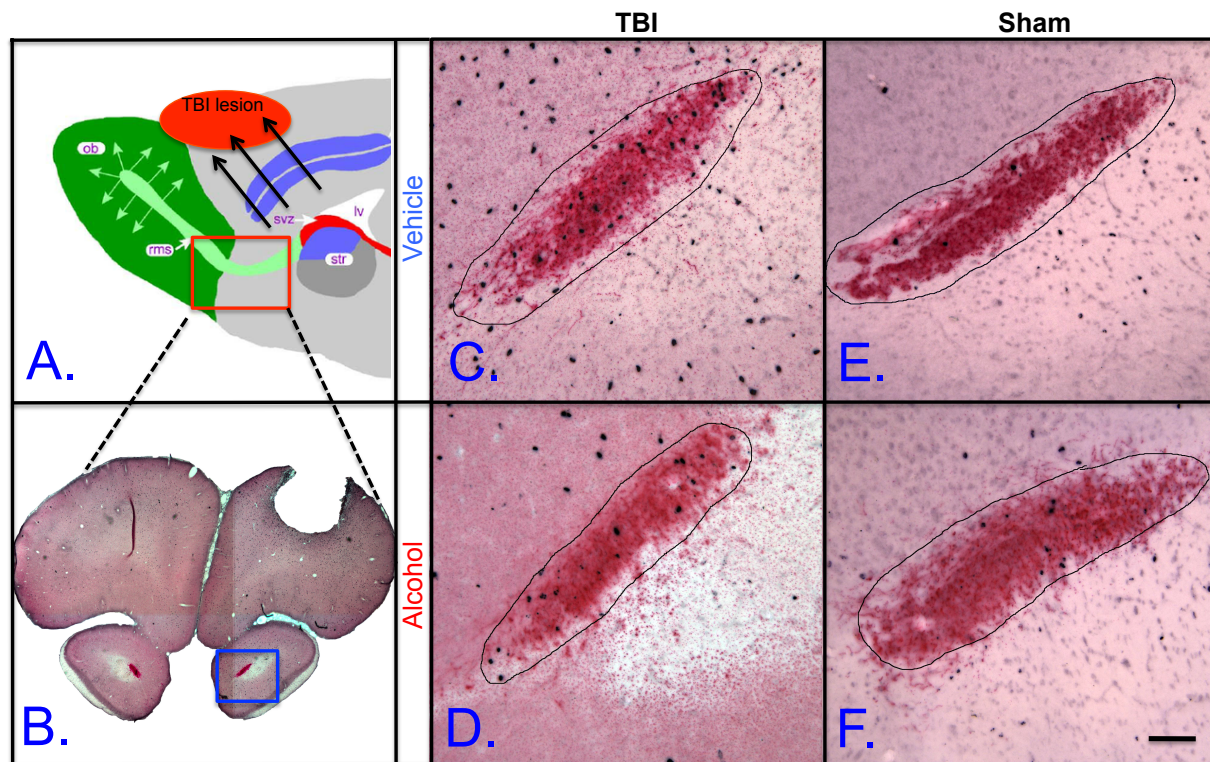 TBI
Sham
TBI lesion
ob
svz
lv
rms
str
A.
Vehicle
C.
E.
B.
Alcohol
D.
F.